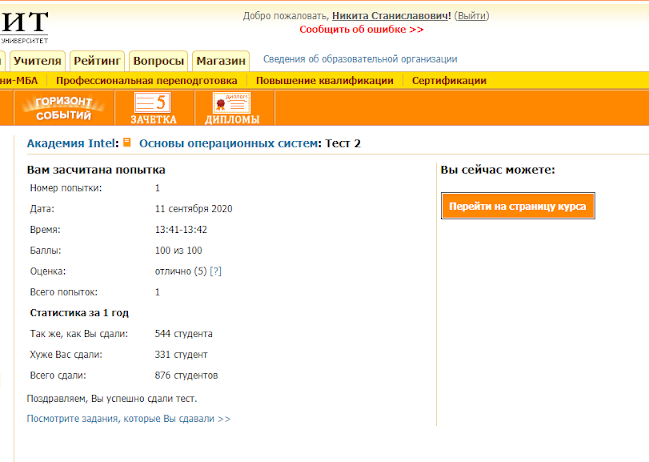 ИТ
УНИВЕРСИТЕТ
Добро пожаловать, Никита Станиславович! (Выйти)
Сообщить об ошибке >>
Учителя Рейтинг Вопросы Магазин Сведения об образовательной организации
ни-МБА Профессиональная переподготовка Повышение квалификации Сертификации
ГОРИЗОНТ СОБЫТИЙ
5
ЗАЧЕТКА
ДИПЛОМ
ДИПЛОМЫ
Академия Intel: Основы операционных систем: Тест 2
Вам засчитана попытка
Номер попытки: 1
Дата: 11 сентября 2020
Время: 13:41-13:42
Баллы: 100 из 100
Оценка: отлично (5) [?]
Всего попыток: 1
Статистика за 1 год
Так же, как Вы сдали: 544 студента
Хуже Вас сдали: 331 студент
Всего сдали: 876 студентов
Поздравляем, Вы успешно сдали тест.
Посмотрите задания, которые Вы сдавали >>
Вы сейчас можете:
Перейти на страницу курса